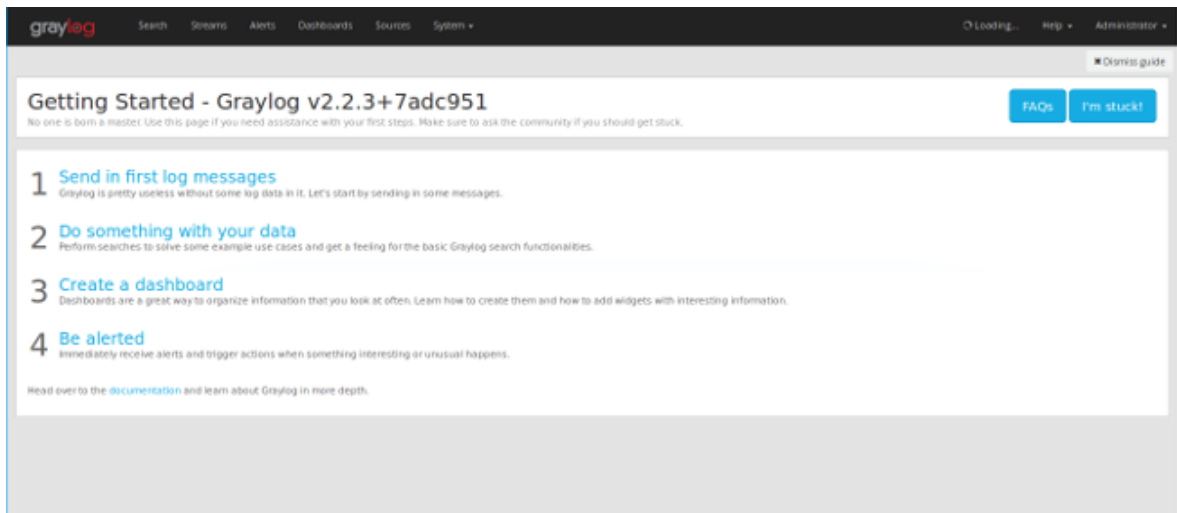 graylog Search Streams Alerts Dashboards Sources System Loading... Help Administrator
Dismiss guide
Getting Started - Graylog v2.2.3+7adc951
No one is born a master. Use this page if you need assistance with your first steps. Make sure to ask the community if you should get stuck.
FAQs I'm stuck!
1 Send in first log messages
Graylog is pretty useless without some log data in it. Let's start by sending in some messages.
2 Do something with your data
Perform searches to solve some example use cases and get a feeling for the basic Graylog search functionalities.
3 Create a dashboard
Dashboards are a great way to organize information that you look at often. Learn how to create them and how to add widgets with interesting information.
4 Be alerted
Immediately receive alerts and trigger actions when something interesting or unusual happens.
Head over to the documentation and learn about Graylog in more depth.